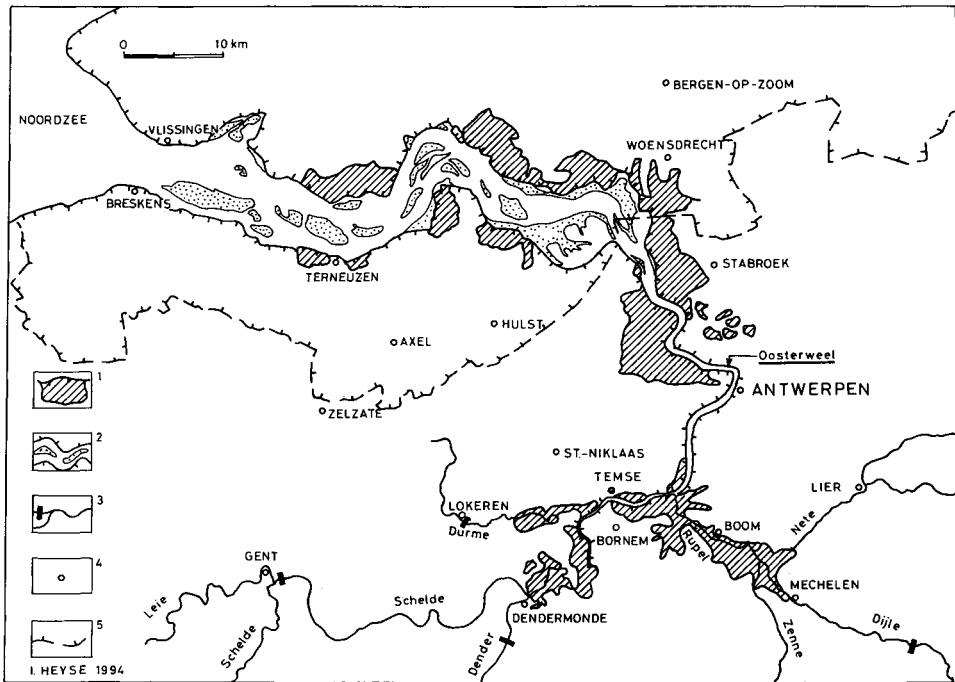 0 10 km
BERGEN-OP-ZOOM
NOORDZEE
VLISSINGEN
WOENSDRECHT
BRESKENS
TERNEUZEN
STABROEK
HULST
AXEL
Oosterweel
1
ANTWERPEN
ZELZATE
2
ST.-NIKLAAS
TEMSE
LIER
3
LOKEREN
Durme
BORNEM
BOOM
Nete
Rupel
4
GENT
MECHELEN
Leie
Schelde
Schelde
DENDERMONDE
Dender
Zenne
Dijle
5
I. HEYSE 1994